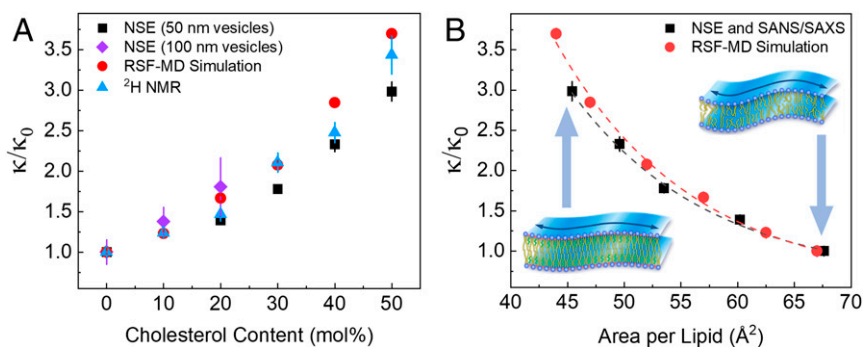 A
NSE (50 nm vesicles)
NSE (100 nm vesicles)
RSF-MD Simulation
²H NMR
κ/κ₀
3.5
3.0
2.5
2.0
1.5
1.0
0 10 20 30 40 50
Cholesterol Content (mol%)
B
NSE and SANS/SAXS
RSF-MD Simulation
κ/κ₀
3.5
3.0
2.5
2.0
1.5
1.0
40 45 50 55 60 65 70
Area per Lipid (Å²)